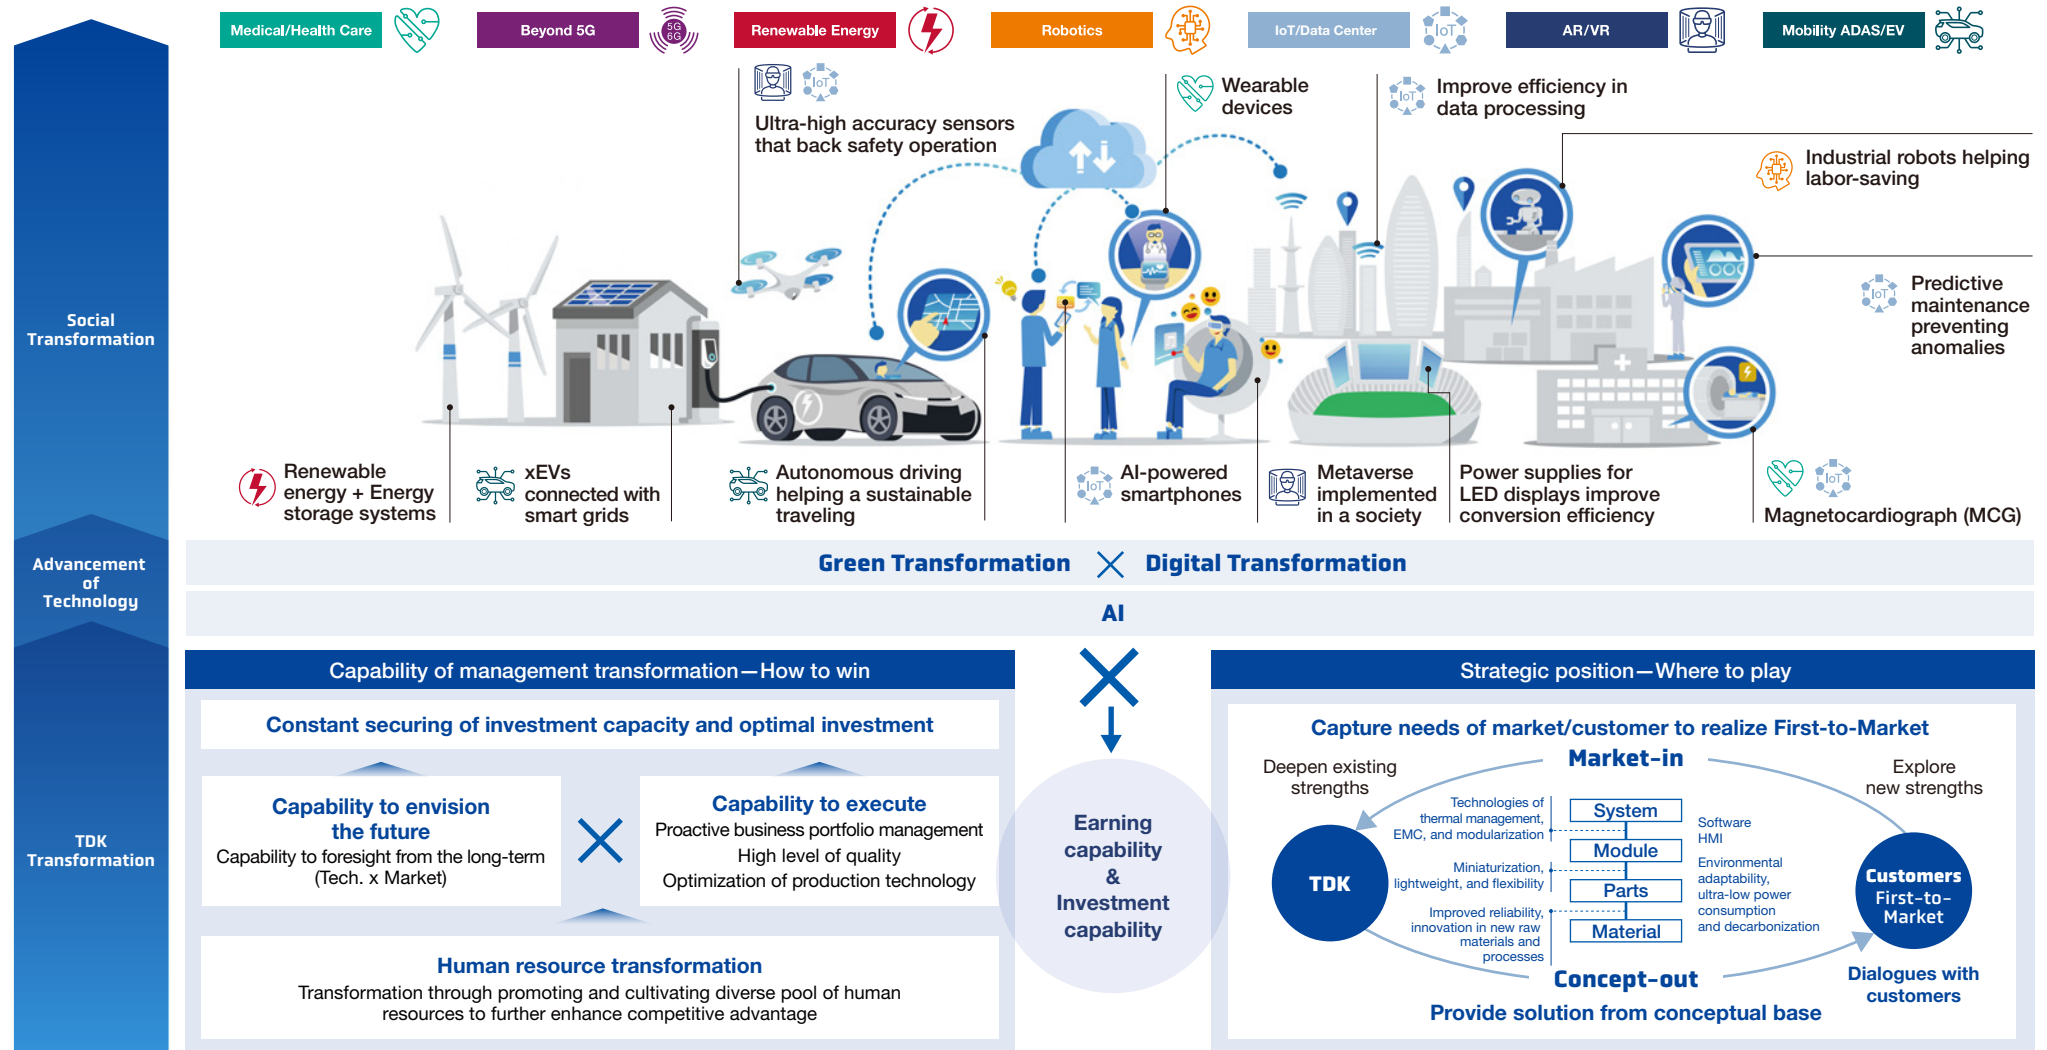 Medical/Health Care
Beyond 5G
5G
6G
Renewable Energy
Robotics
IoT/Data Center
IoT
AR/VR
Mobility ADAS/EV
Social
Transformation
IoT
Ultra-high accuracy sensors
that back safety operation
Wearable
devices
IoT
Improve efficiency in
data processing
Industrial robots helping
labor-saving
IoT
Predictive
maintenance
preventing
anomalies
Renewable
energy + Energy
storage systems
xEVs
connected with
smart grids
Autonomous driving
helping a sustainable
traveling
IoT
AI-powered
smartphones
Metaverse
implemented
in a society
Power supplies for
LED displays improve
conversion efficiency
IoT
Magnetocardiograph (MCG)
Advancement
of
Technology
Green Transformation × Digital Transformation
AI
TDK
Transformation
Capability of management transformation—How to win
Constant securing of investment capacity and optimal investment
Capability to envision
the future
Capability to foresight from the long-term
(Tech. x Market)
Capability to execute
Proactive business portfolio management
High level of quality
Optimization of production technology
Human resource transformation
Transformation through promoting and cultivating diverse pool of human
resources to further enhance competitive advantage
Earning
capability
&
Investment
capability
Strategic position—Where to play
Capture needs of market/customer to realize First-to-Market
Market-in
Deepen existing
strengths
Explore
new strengths
Technologies of
thermal management,
EMC, and modularization
Miniaturization,
lightweight, and flexibility
Improved reliability,
innovation in new raw
materials and
processes
System
Module
Parts
Material
Software
HMI
Environmental
adaptability,
ultra-low power
consumption
and decarbonization
TDK
Customers
First-to-
Market
Concept-out
Dialogues with
customers
Provide solution from conceptual base